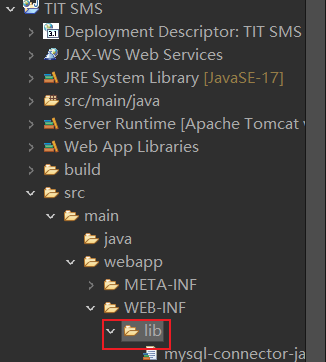 TIT SMS
Deployment Descriptor: TIT SMS
JAX-WS Web Services
JRE System Library [JavaSE-17]
src/main/java
Server Runtime [Apache Tomcat v
Web App Libraries
build
src
main
java
webapp
META-INF
WEB-INF
lib
mysql-connector-ja